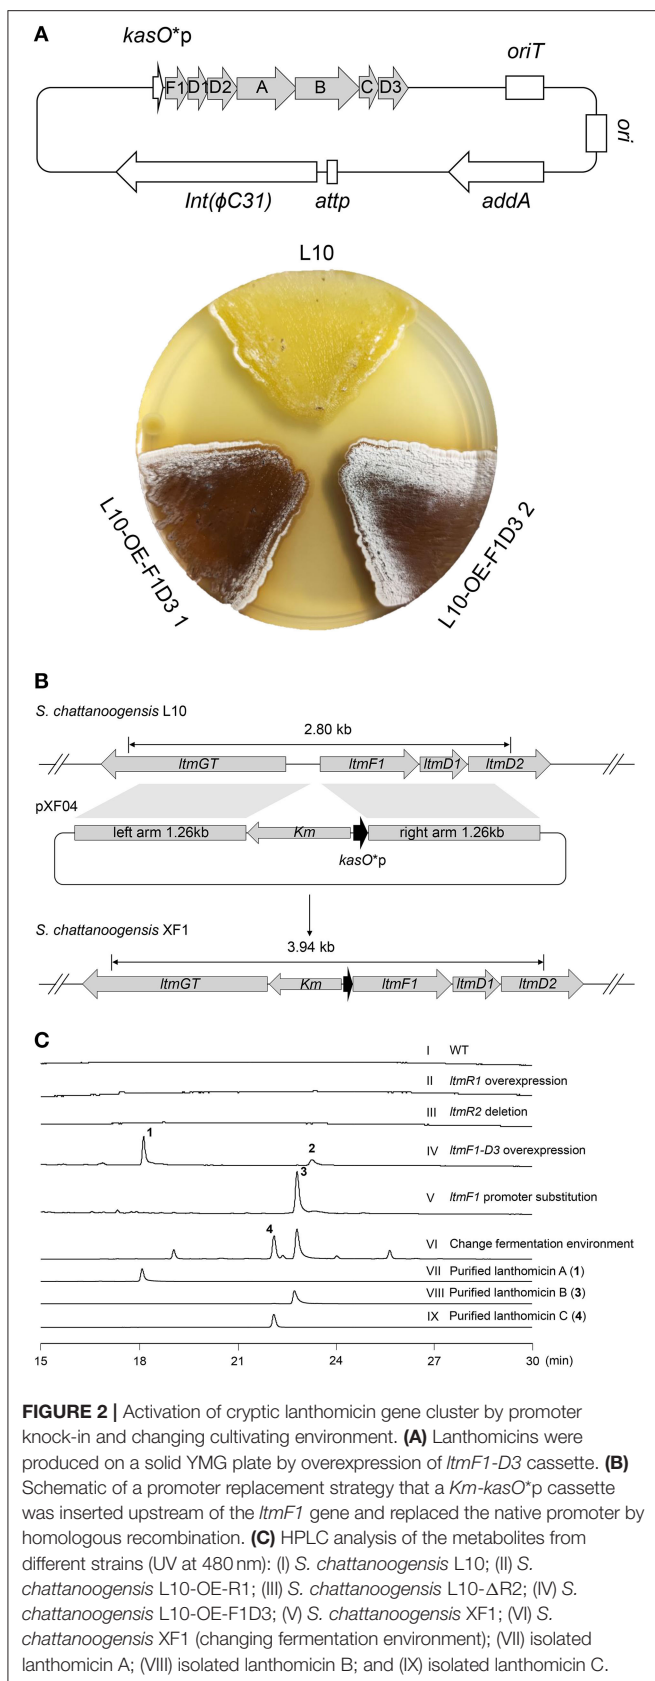 A
kasO*p
oriT
F1 D1 D2 A B C D3
ori
Int(ϕC31) attp addA
L10
L10-OE-F1D3 1
L10-OE-F1D3 2
B
S. chattanoogensis L10
2.80 kb
ltmGT ltmF1 ltmD1 ltmD2
pXF04
left arm 1.26kb Km right arm 1.26kb
kasO*p
S. chattanoogensis XF1
3.94 kb
ltmGT Km ltmF1 ltmD1 ltmD2
C
I WT
II ltmR1 overexpression
III ltmR2 deletion
1
2
IV ltmF1-D3 overexpression
3
V ltmF1 promoter substitution
4
VI Change fermentation environment
VII Purified lanthomicin A (1)
VIII Purified lanthomicin B (3)
IX Purified lanthomicin C (4)
15 18 21 24 27 30 (min)
FIGURE 2 | Activation of cryptic lanthomicin gene cluster by promoter
knock-in and changing cultivating environment. (A) Lanthomicins were
produced on a solid YMG plate by overexpression of ltmF1-D3 cassette. (B)
Schematic of a promoter replacement strategy that a Km-kasO*p cassette
was inserted upstream of the ltmF1 gene and replaced the native promoter by
homologous recombination. (C) HPLC analysis of the metabolites from
different strains (UV at 480 nm): (I) S. chattanoogensis L10; (II) S.
chattanoogensis L10-OE-R1; (III) S. chattanoogensis L10-ΔR2; (IV) S.
chattanoogensis L10-OE-F1D3; (V) S. chattanoogensis XF1; (VI) S.
chattanoogensis XF1 (changing fermentation environment); (VII) isolated
lanthomicin A; (VIII) isolated lanthomicin B; and (IX) isolated lanthomicin C.